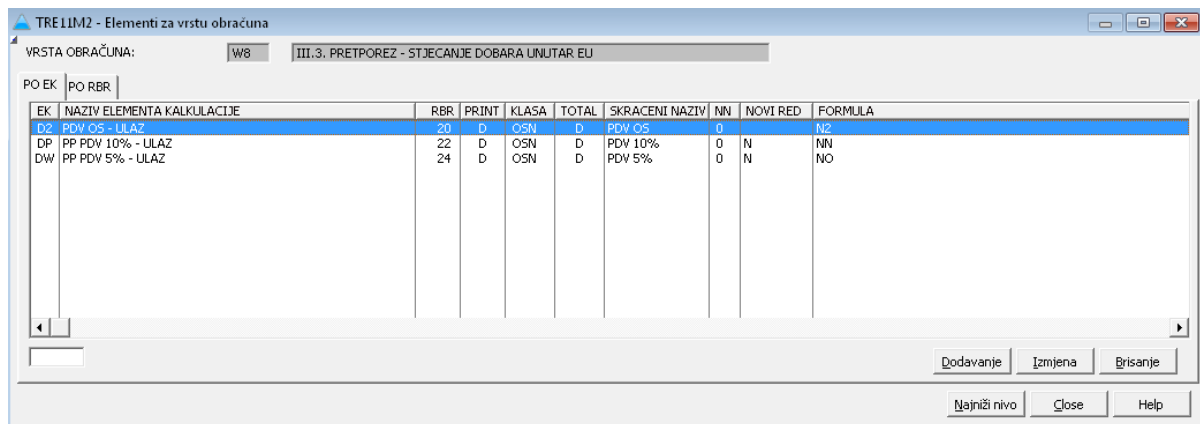 TRE11M2 - Elementi za vrstu obračuna
VRSTA OBRAČUNA: W8 III.3. PRETPOREZ - STJECANJE DOBARA UNUTAR EU
PO EK PO RBR
EK NAZIV ELEMENTA KALKULACIJE RBR PRINT KLASA TOTAL SKRACENI NAZIV NN NOVI RED FORMULA
D2 PDV OS - ULAZ 20 D OSN D PDV OS 0 N2
DP PP PDV 10% - ULAZ 22 D OSN D PDV 10% 0 N NN
DW PP PDV 5% - ULAZ 24 D OSN D PDV 5% 0 N NO
Dodavanje Izmjena Brisanje
Najniži nivo Close Help